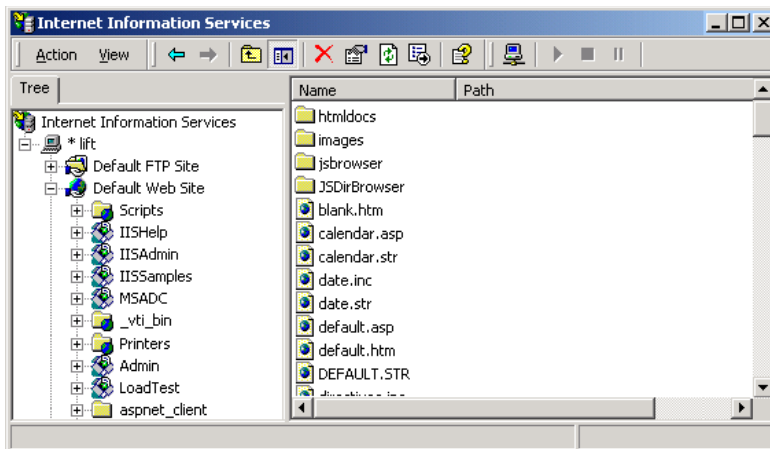 Internet Information Services
Action View
Tree
Internet Information Services
* lift
Default FTP Site
Default Web Site
Scripts
IISHelp
IISAdmin
IISSamples
MSADC
_vti_bin
Printers
Admin
LoadTest
aspnet_client
Name Path
htmldocs
images
jsbrowser
JSDirBrowser
blank.htm
calendar.asp
calendar.str
date.inc
date.str
default.asp
default.htm
DEFAULT.STR